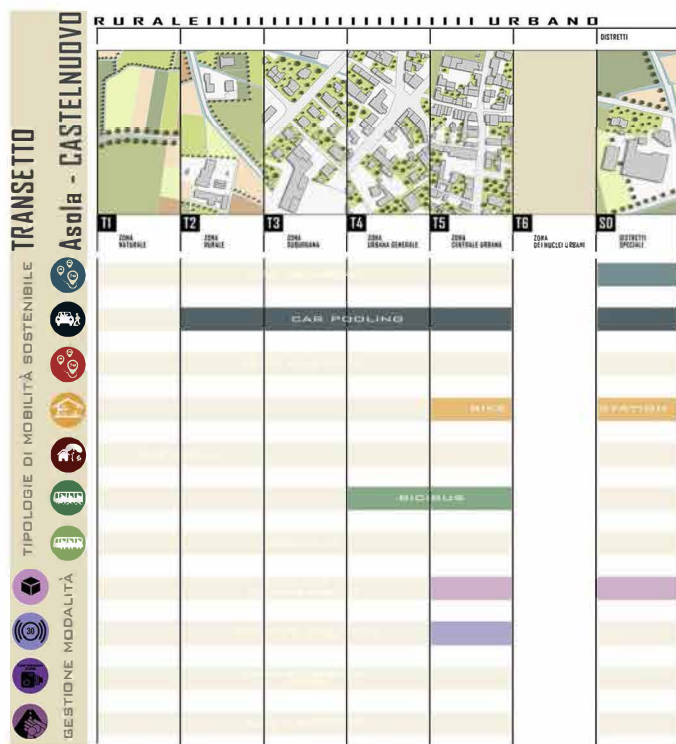 RURALE IIIIIIIIIIIIIIIIIIII URBANO
DISTRETTI
TRANSETTO
Asola - CASTELNUOVO
T1
T2
T3
T4
T5
T6
SD
ZONA
NATURALE
ZONA
RURALE
ZONA
SUBURBANA
ZONA
URBANA GENERALE
ZONA
CENTRALE URBANA
ZONA
DEI NUCLEI URBANI
DISTRETTI
SPECIALI
TIPOLOGIE DI MOBILITÀ SOSTENIBILE
CAR POOLING
BIKE STATION
BICIBUS
GESTIONE MODALITÀ
30